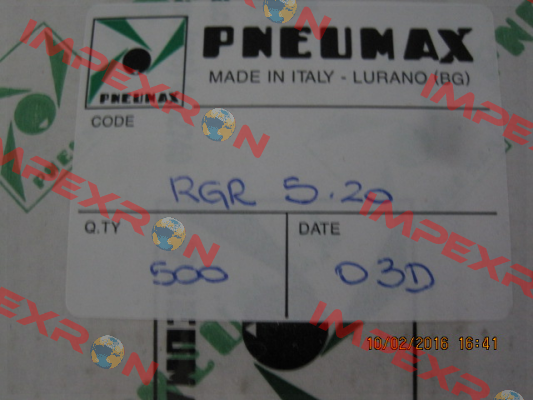 PNEUMAX
PNEUMAX
MADE IN ITALY - LURANO (BG)
CODE
RGR 5.20
Q.TY
500
DATE
03D
10/02/2016 16:41
IMPEXRON
IMPEXRON
IMPEXRON
IMPEXRON